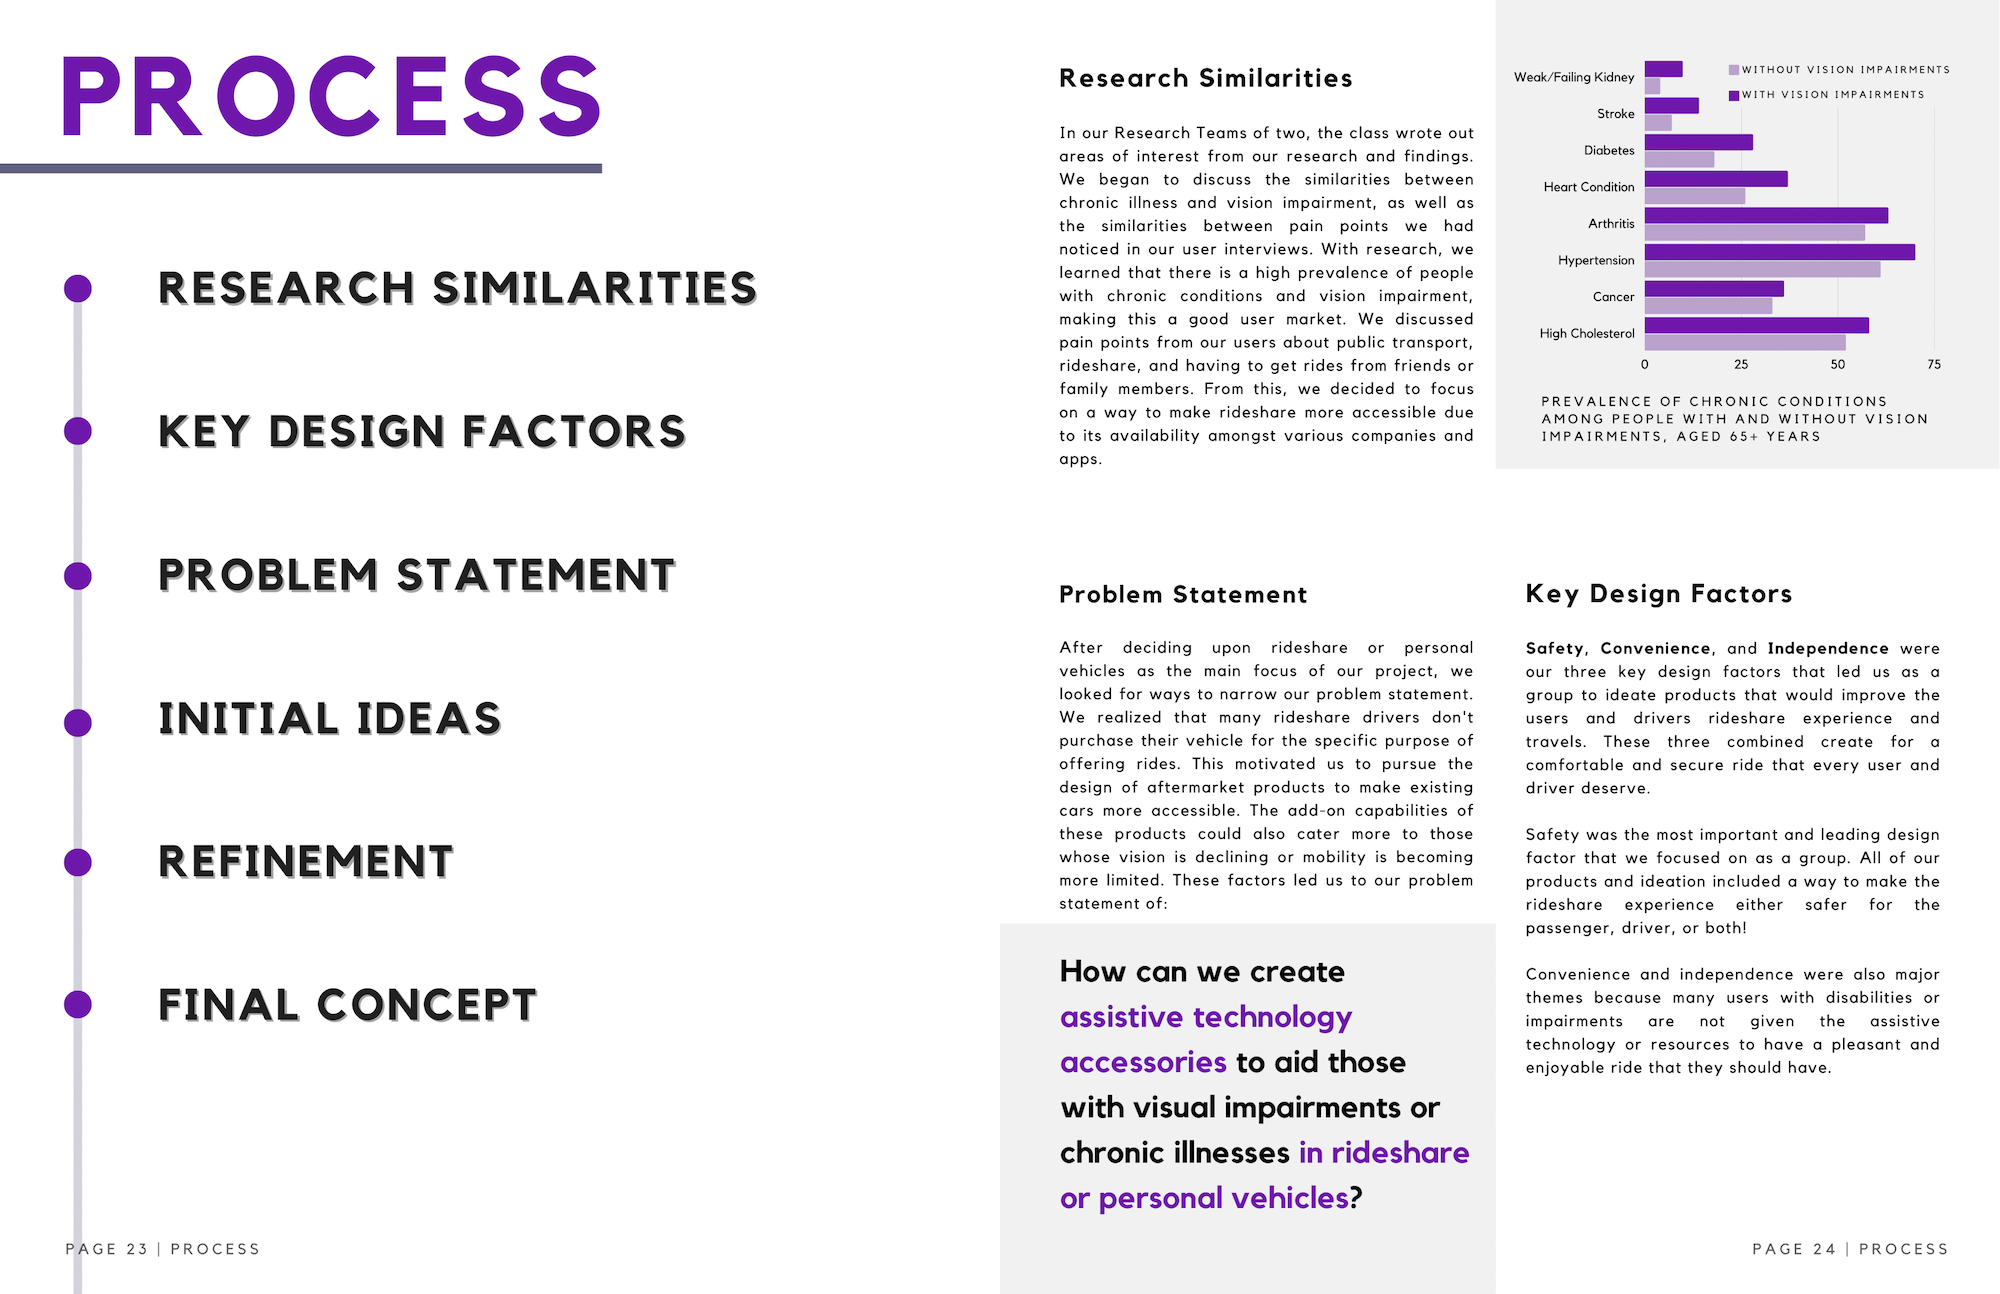 PROCESS
RESEARCH SIMILARITIES
KEY DESIGN FACTORS
PROBLEM STATEMENT
INITIAL IDEAS
REFINEMENT
FINAL CONCEPT
PAGE 23 | PROCESS
Research Similarities
In our Research Teams of two, the class wrote out
areas of interest from our research and findings.
We began to discuss the similarities between
chronic illness and vision impairment, as well as
the similarities between pain points we had
noticed in our user interviews. With research, we
learned that there is a high prevalence of people
with chronic conditions and vision impairment,
making this a good user market. We discussed
pain points from our users about public transport,
rideshare, and having to get rides from friends or
family members. From this, we decided to focus
on a way to make rideshare more accessible due
to its availability amongst various companies and
apps.
WITHOUT VISION IMPAIRMENTS
WITH VISION IMPAIRMENTS
Weak/Failing Kidney
Stroke
Diabetes
Heart Condition
Arthritis
Hypertension
Cancer
High Cholesterol
0 25 50 75
PREVALENCE OF CHRONIC CONDITIONS
AMONG PEOPLE WITH AND WITHOUT VISION
IMPAIRMENTS, AGED 65+ YEARS
Problem Statement
After deciding upon rideshare or personal
vehicles as the main focus of our project, we
looked for ways to narrow our problem statement.
We realized that many rideshare drivers don't
purchase their vehicle for the specific purpose of
offering rides. This motivated us to pursue the
design of aftermarket products to make existing
cars more accessible. The add-on capabilities of
these products could also cater more to those
whose vision is declining or mobility is becoming
more limited. These factors led us to our problem
statement of:
How can we create
assistive technology
accessories to aid those
with visual impairments or
chronic illnesses in rideshare
or personal vehicles?
Key Design Factors
Safety, Convenience, and Independence were
our three key design factors that led us as a
group to ideate products that would improve the
users and drivers rideshare experience and
travels. These three combined create for a
comfortable and secure ride that every user and
driver deserve.
Safety was the most important and leading design
factor that we focused on as a group. All of our
products and ideation included a way to make the
rideshare experience either safer for the
passenger, driver, or both!
Convenience and independence were also major
themes because many users with disabilities or
impairments are not given the assistive
technology or resources to have a pleasant and
enjoyable ride that they should have.
PAGE 24 | PROCESS